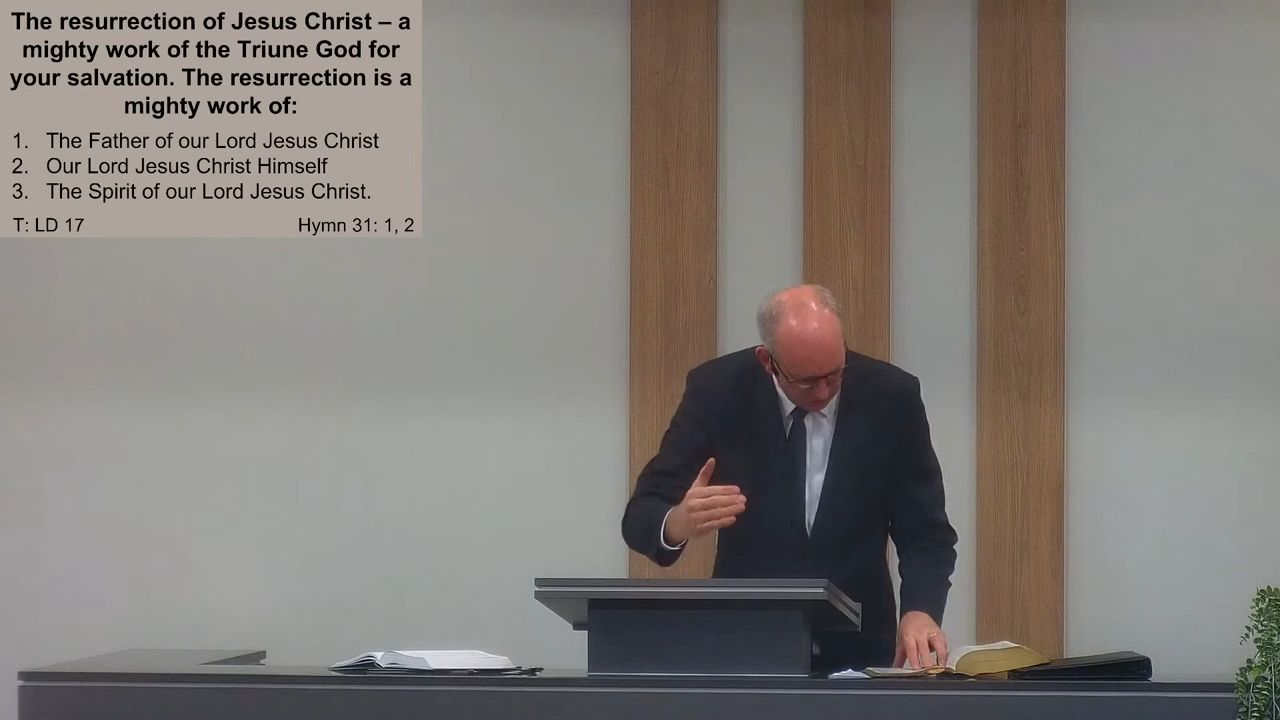 The resurrection of Jesus Christ – a
mighty work of the Triune God for
your salvation. The resurrection is a
mighty work of:
1. The Father of our Lord Jesus Christ
2. Our Lord Jesus Christ Himself
3. The Spirit of our Lord Jesus Christ.
T: LD 17 Hymn 31: 1, 2